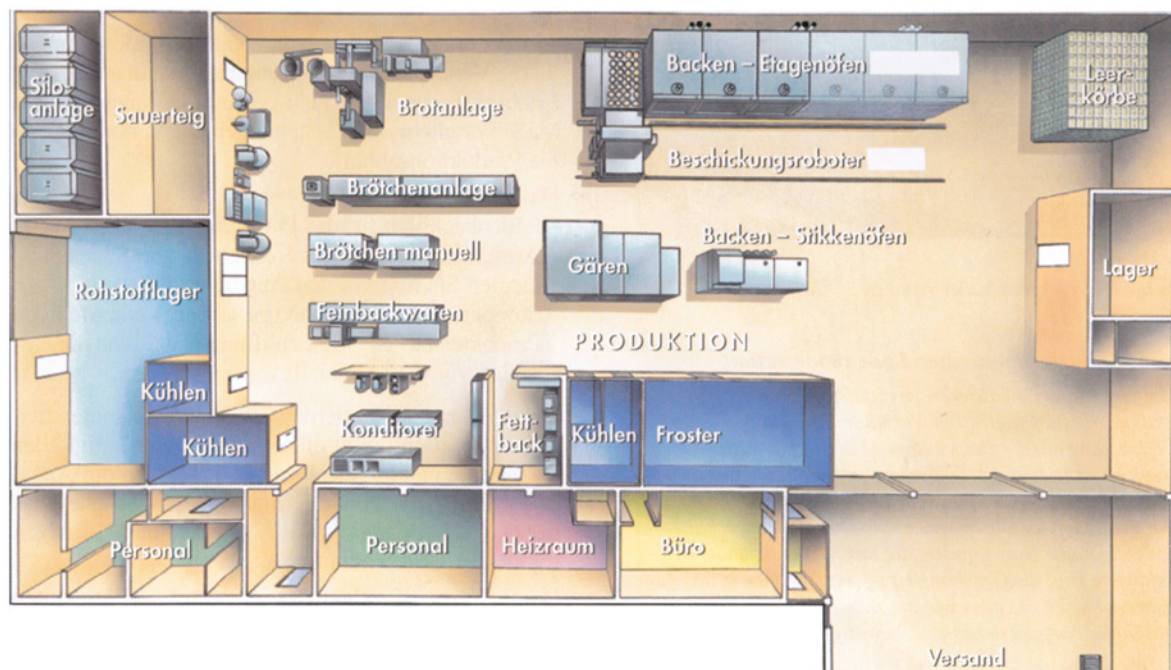 Silo-
anlage
Sauerteig
Brotanlage
Backen – Etagenöfen
Leer-
körbe
Beschickungsroboter
Brötchenanlage
Brötchen manuell
Gären
Backen – Stikkenöfen
Lager
Rohstofflager
Feinbackwaren
PRODUKTION
Kühlen
Kühlen
Konditorei
Fett-
back
Kühlen
Froster
Personal
Personal
Heizraum
Büro
Versand